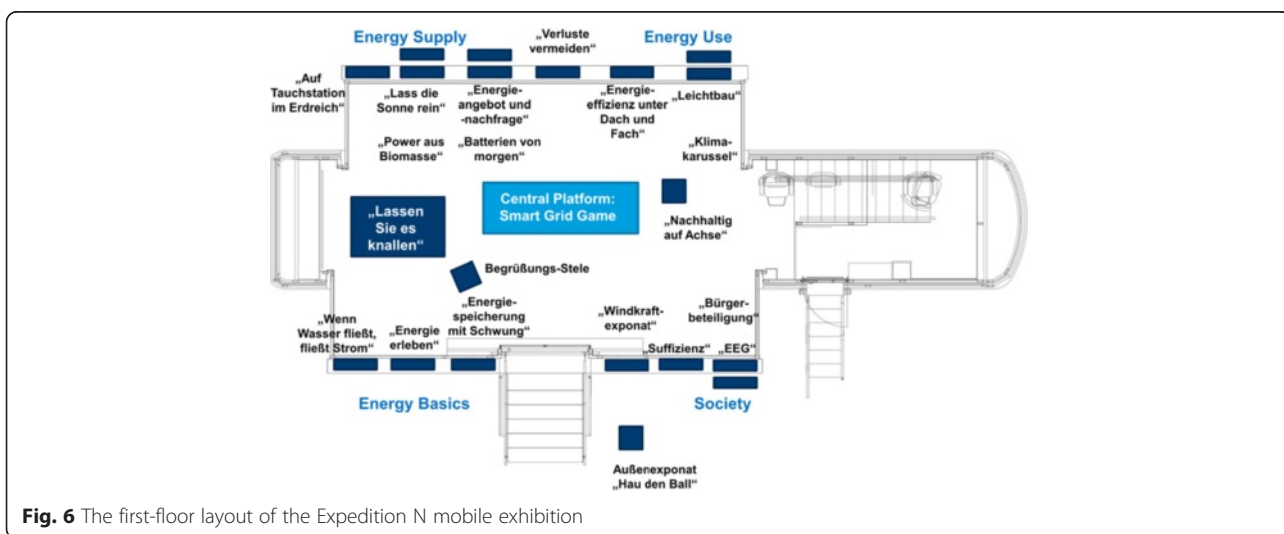 Energy Supply
„Verluste
vermeiden“
Energy Use
„Auf
Tauchstation
im Erdreich“
„Lass die
Sonne rein“
„Energie-
angebot und
-nachfrage“
„Energie-
effizienz unter
Dach und
Fach“
„Leichtbau“
„Power aus
Biomasse“
„Batterien von
morgen“
„Klima-
karussel“
„Lassen
Sie es
knallen“
Central Platform:
Smart Grid Game
„Nachhaltig
auf Achse“
Begrüßungs-Stele
„Wenn
Wasser fließt,
fließt Strom“
„Energie
erleben“
„Energie-
speicherung
mit Schwung“
„Windkraft-
exponat“
„Suffizienz“
„Bürger-
beteiligung“
„EEG“
Energy Basics
Society
Außenexponat
„Hau den Ball“
Fig. 6 The first-floor layout of the Expedition N mobile exhibition